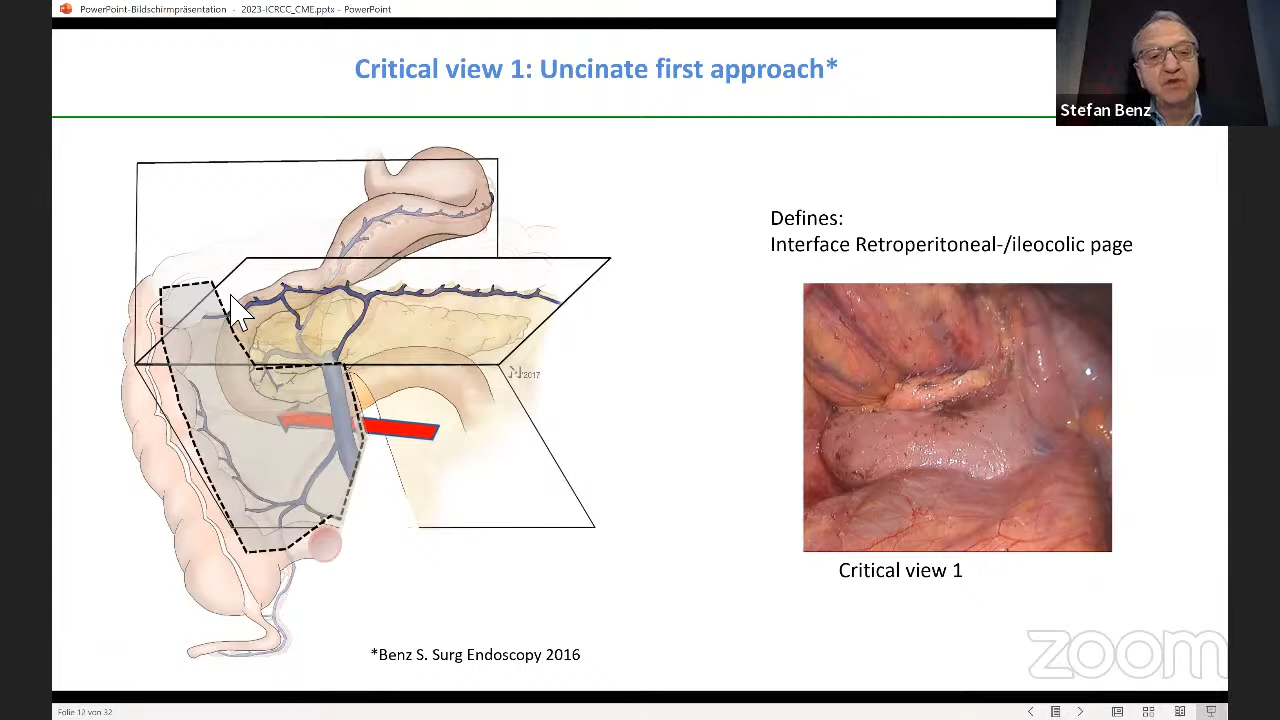 PowerPoint-Bildschirmpräsentation - 2023-ICRCC_CME.pptx - PowerPoint
Critical view 1: Uncinate first approach*
Stefan Benz
Defines:
Interface Retroperitoneal-/ileocolic page
2017
Critical view 1
*Benz S. Surg Endoscopy 2016
zoom
Folie 12 von 32